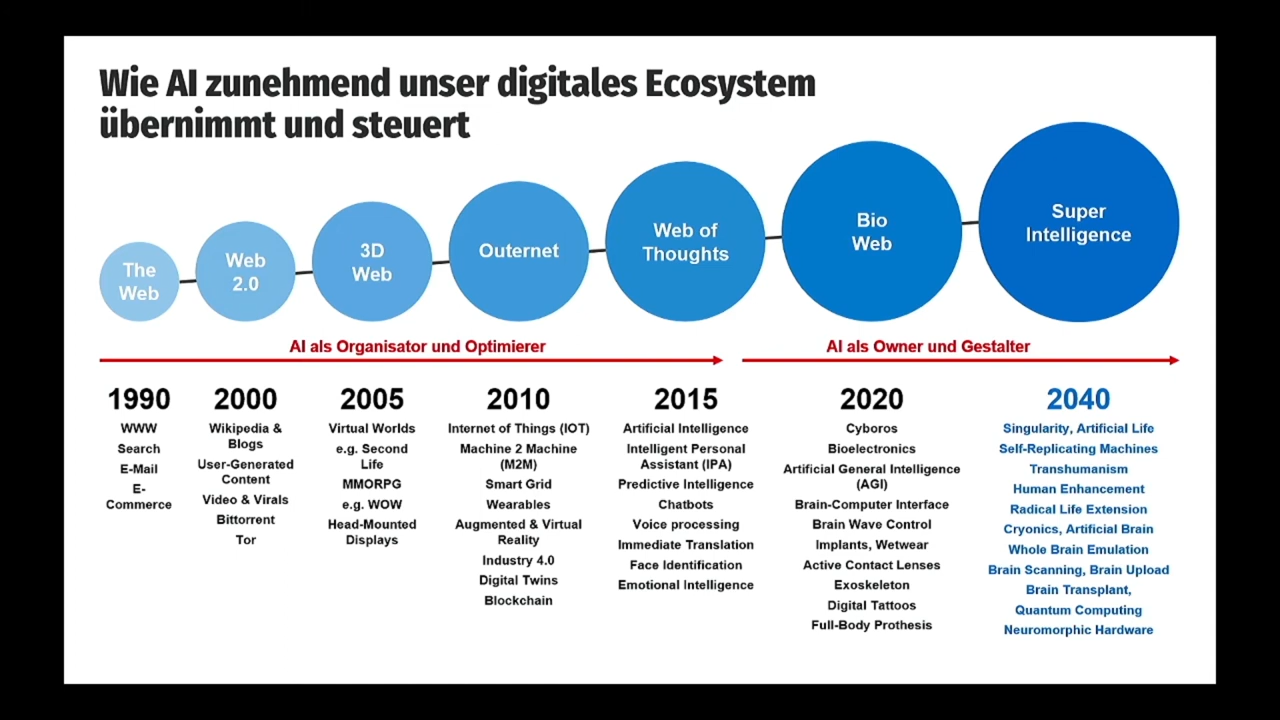 Wie AI zunehmend unser digitales Ecosystem
übernimmt und steuert
The
Web
Web
2.0
3D
Web
Outernet
Web of
Thoughts
Bio
Web
Super
Intelligence
AI als Organisator und Optimierer
AI als Owner und Gestalter
1990
WWW
Search
E-Mail
E-
Commerce
2000
Wikipedia &
Blogs
User-Generated
Content
Video & Virals
Bittorrent
Tor
2005
Virtual Worlds
e.g. Second
Life
MMORPG
e.g. WOW
Head-Mounted
Displays
2010
Internet of Things (IOT)
Machine 2 Machine
(M2M)
Smart Grid
Wearables
Augmented & Virtual
Reality
Industry 4.0
Digital Twins
Blockchain
2015
Artificial Intelligence
Intelligent Personal
Assistant (IPA)
Predictive Intelligence
Chatbots
Voice processing
Immediate Translation
Face Identification
Emotional Intelligence
2020
Cyboros
Bioelectronics
Artificial General Intelligence
(AGI)
Brain-Computer Interface
Brain Wave Control
Implants, Wetwear
Active Contact Lenses
Exoskeleton
Digital Tattoos
Full-Body Prothesis
2040
Singularity, Artificial Life
Self-Replicating Machines
Transhumanism
Human Enhancement
Radical Life Extension
Cryonics, Artificial Brain
Whole Brain Emulation
Brain Scanning, Brain Upload
Brain Transplant,
Quantum Computing
Neuromorphic Hardware